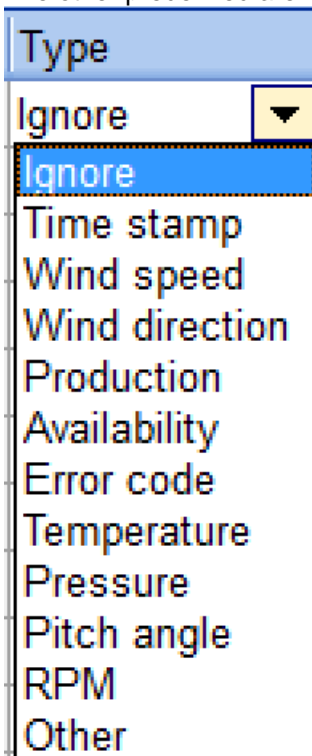 Type
Ignore
Ignore
Time stamp
Wind speed
Wind direction
Production
Availability
Error code
Temperature
Pressure
Pitch angle
RPM
Other